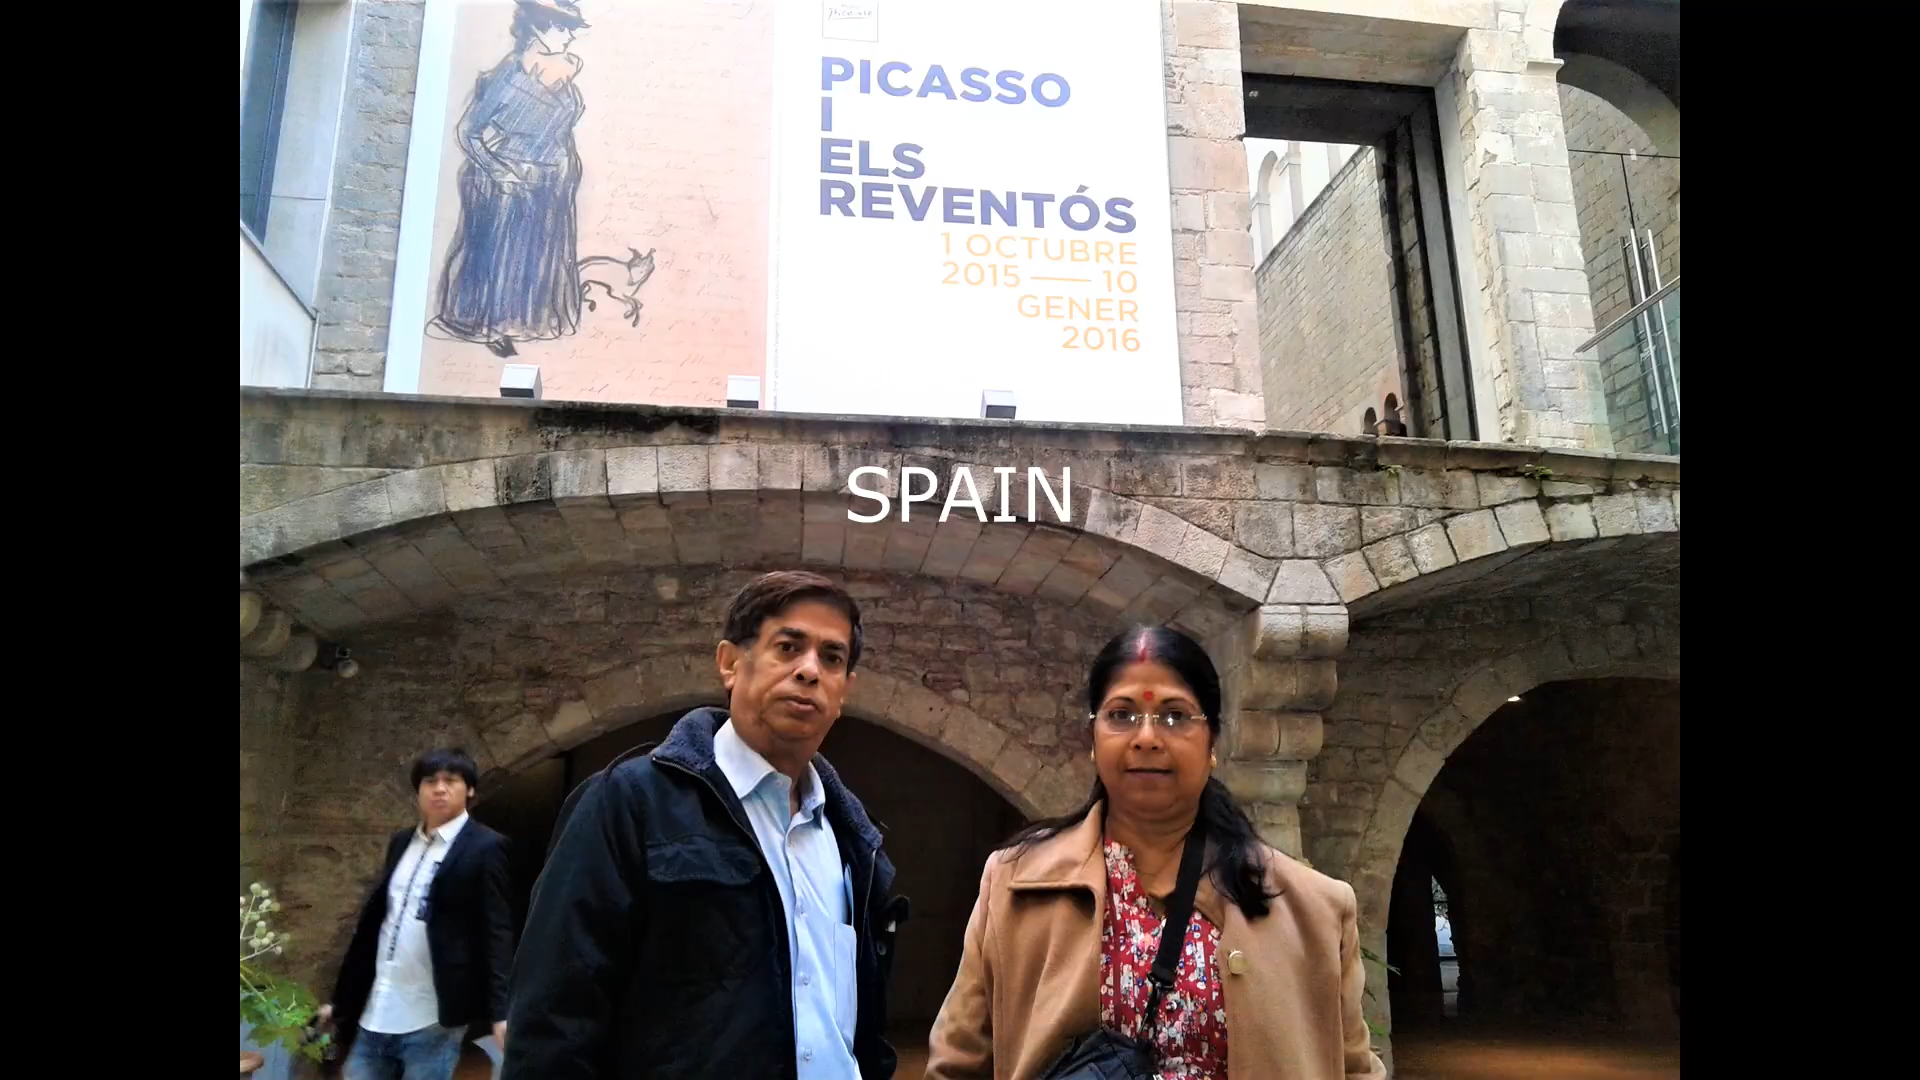 PICASSO
I
ELS
REVENTÓS
1 OCTUBRE
2015 — 10
GENER
2016
SPAIN